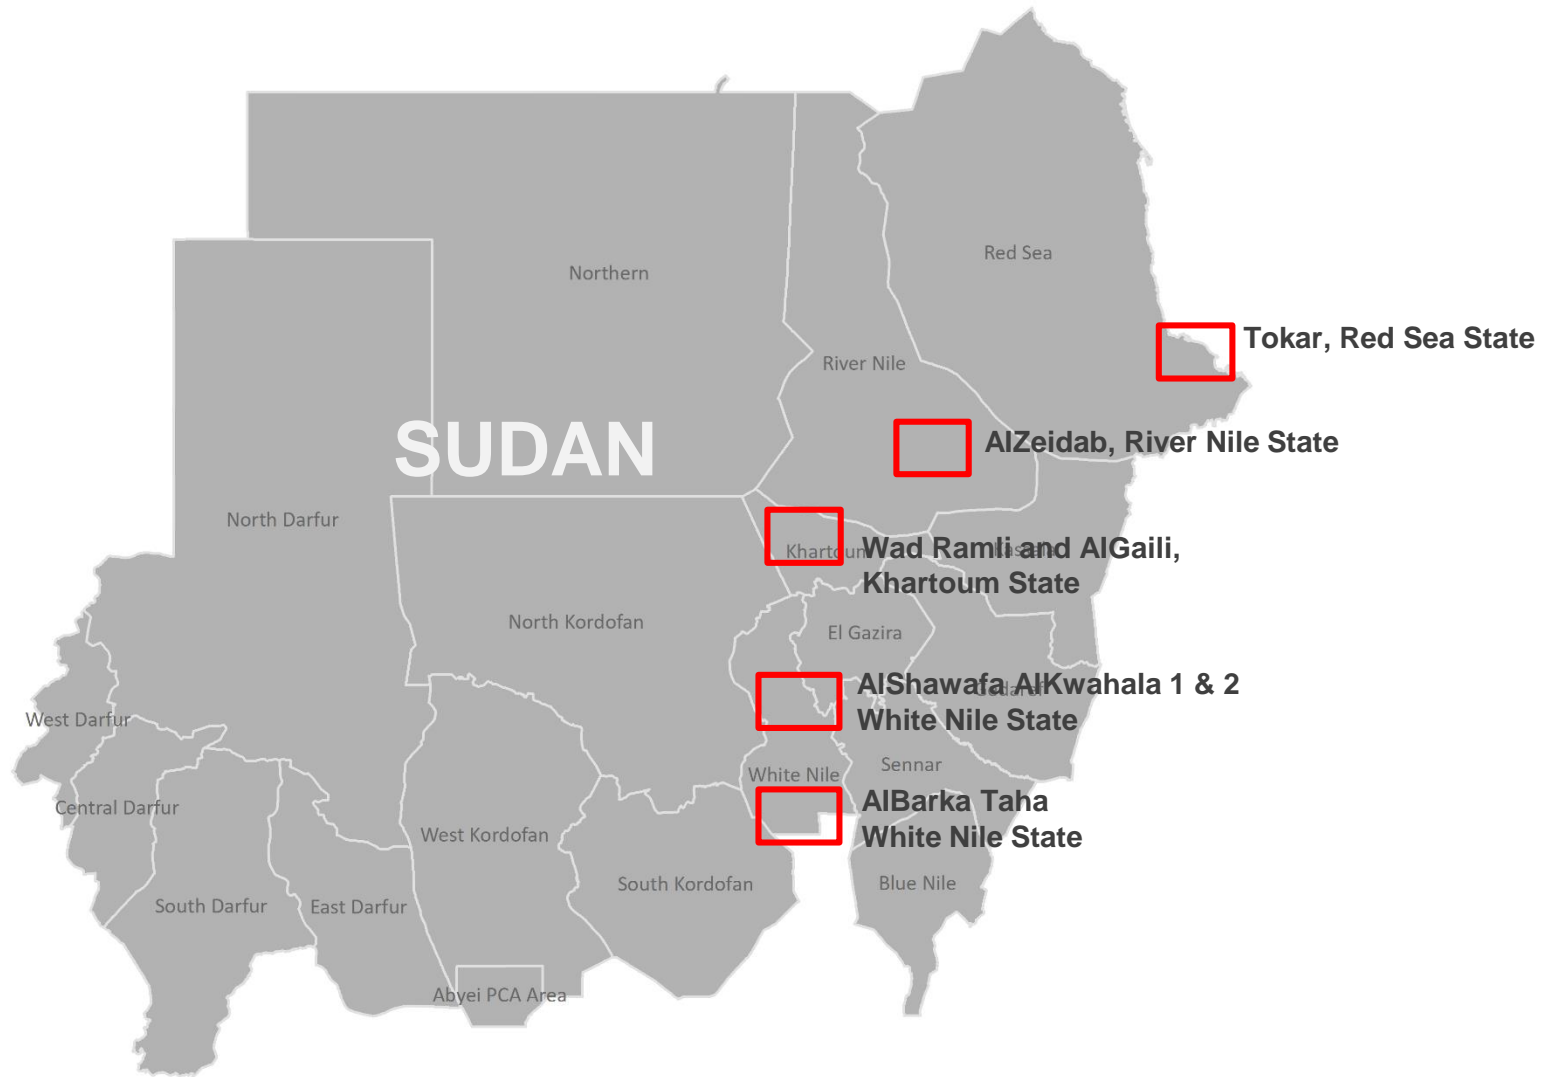 Red Sea
Northern
Tokar, Red Sea State
River Nile
SUDAN
AlZeidab, River Nile State
North Darfur
Khartoum
Kassala
Wad Ramli and AlGaili,
Khartoum State
North Kordofan
El Gazira
AlShawafa AlKwahala 1 & 2
White Nile State
Gadaref
West Darfur
White Nile
Sennar
Central Darfur
AlBarka Taha
White Nile State
West Kordofan
South Kordofan
Blue Nile
South Darfur
East Darfur
Abyei PCA Area